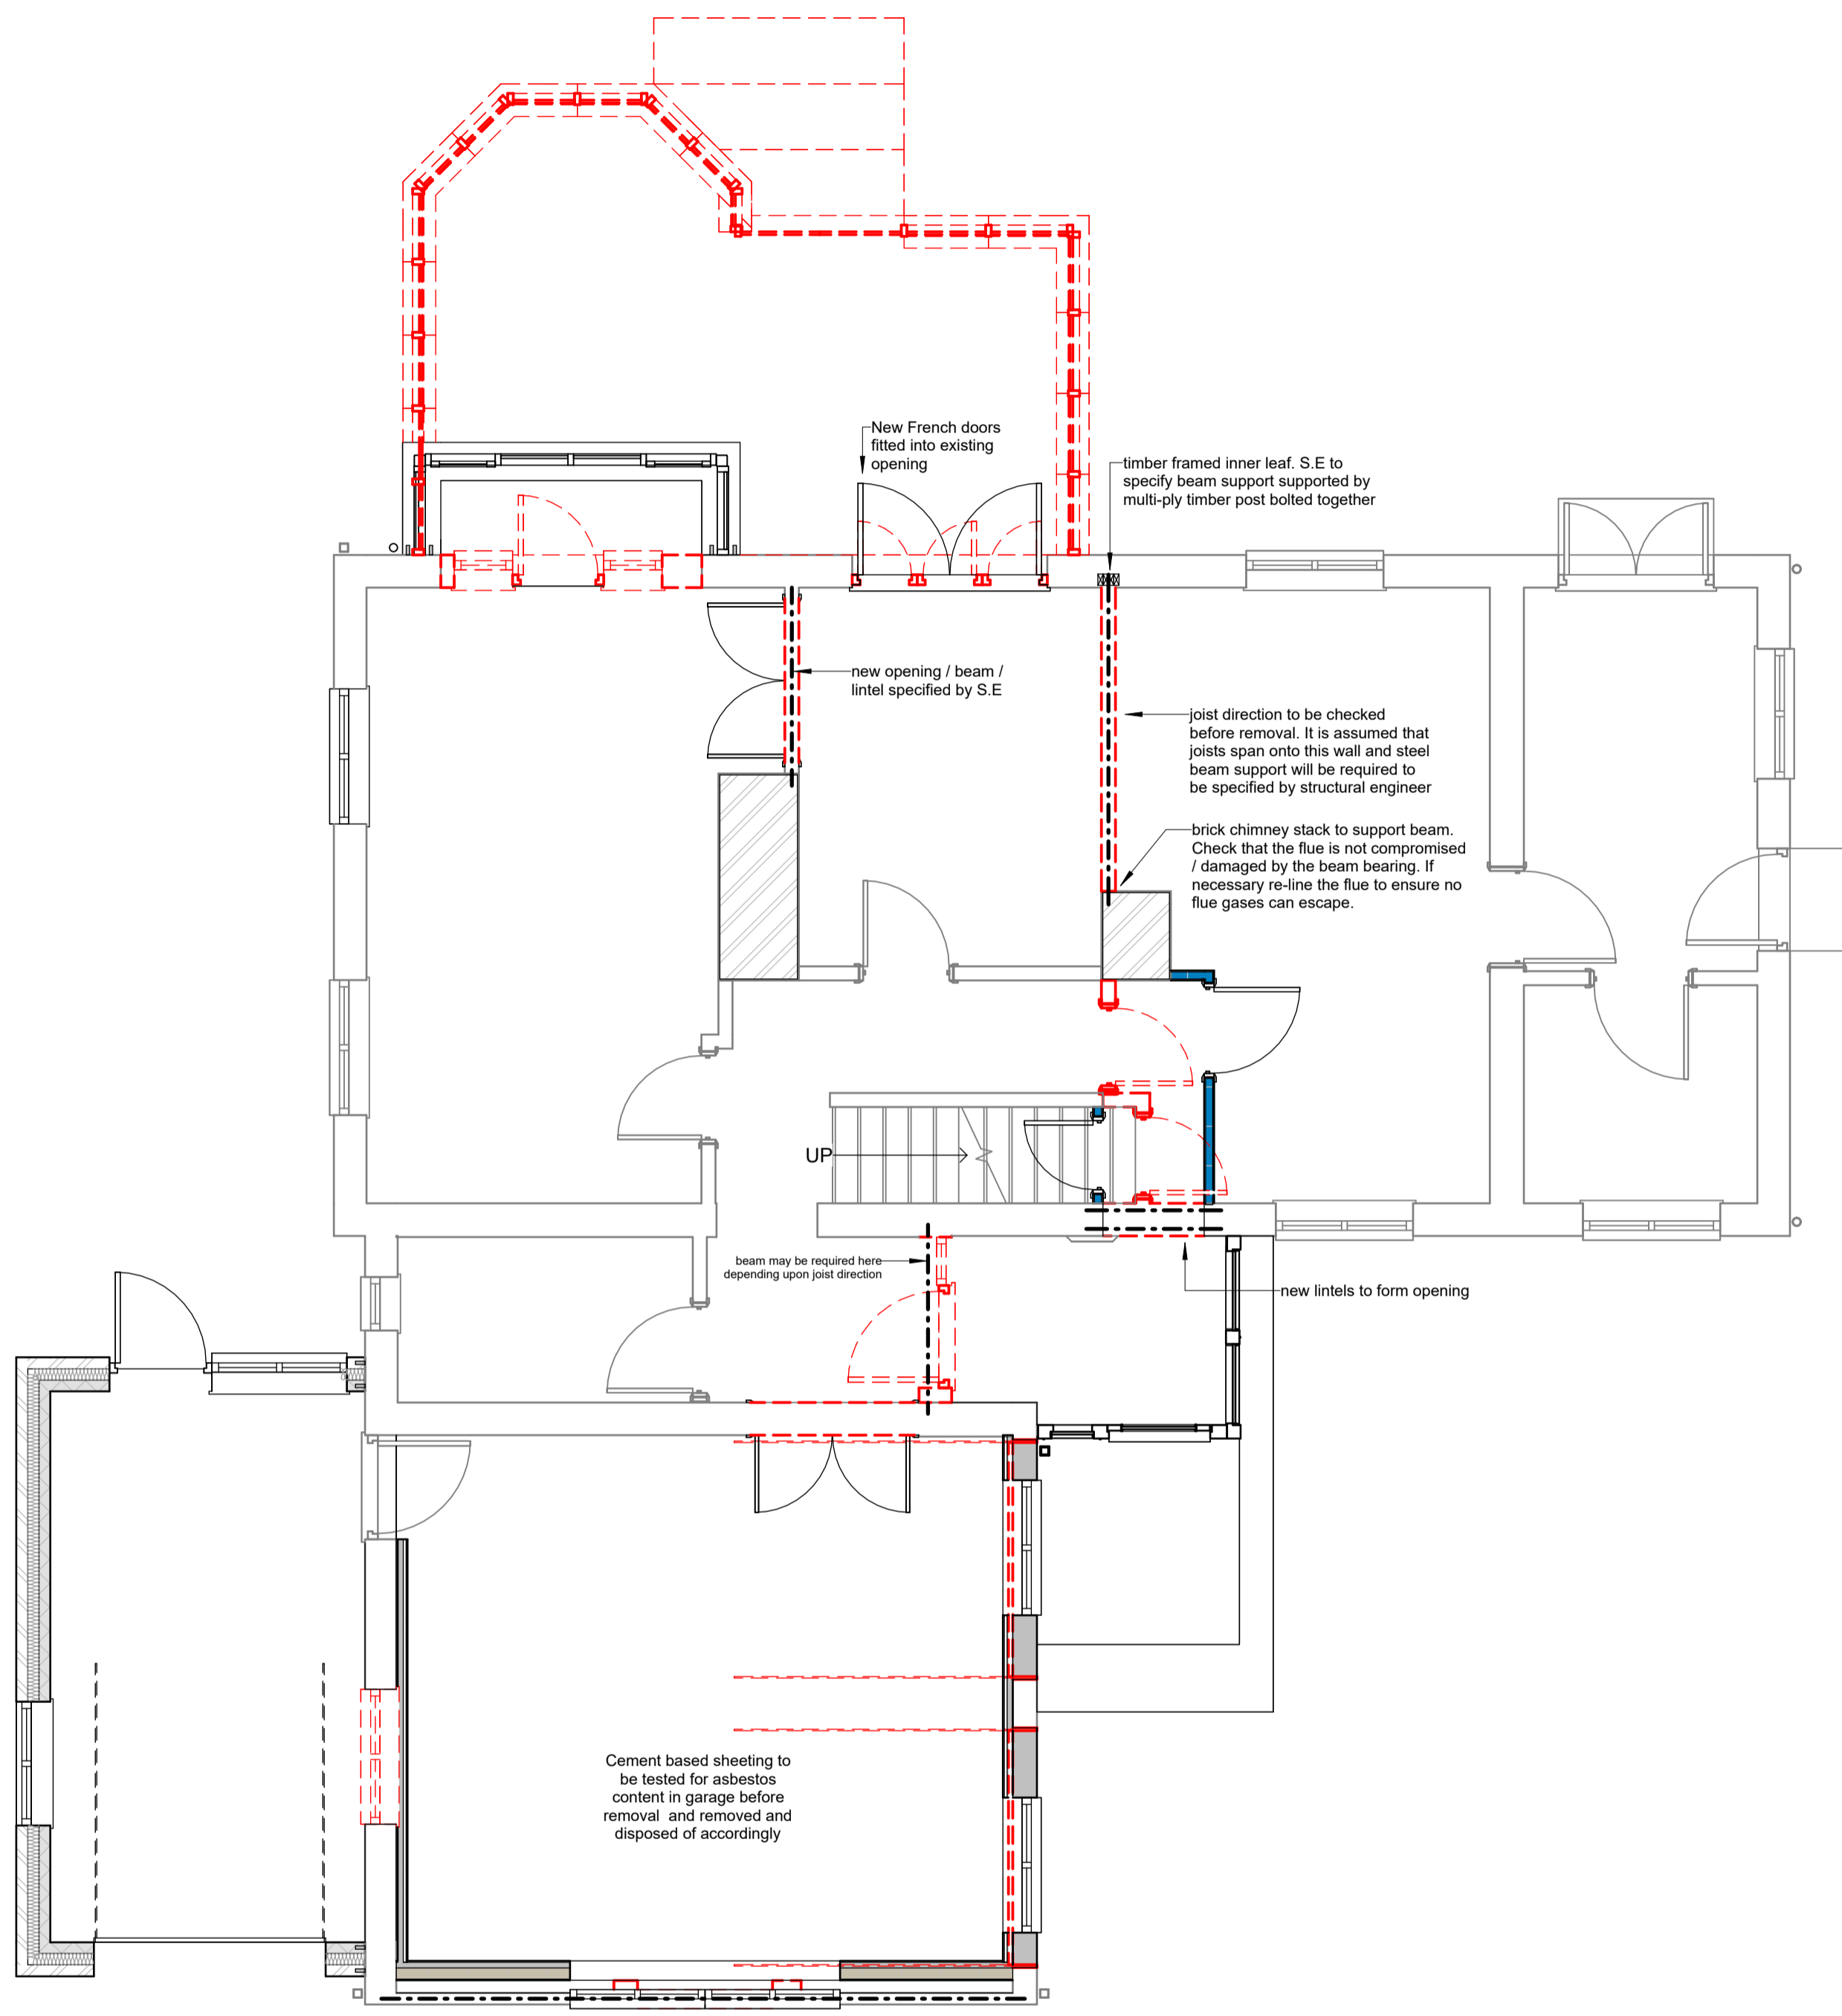 New French doors
fitted into existing
opening
timber framed inner leaf. S.E to
specify beam support supported by
multi-ply timber post bolted together
new opening / beam /
lintel specified by S.E
joist direction to be checked
before removal. It is assumed that
joists span onto this wall and steel
beam support will be required to
be specified by structural engineer
brick chimney stack to support beam.
Check that the flue is not compromised
/ damaged by the beam bearing. If
necessary re-line the flue to ensure no
flue gases can escape.
UP
beam may be required here
depending upon joist direction
new lintels to form opening
Cement based sheeting to
be tested for asbestos
content in garage before
removal and removed and
disposed of accordingly